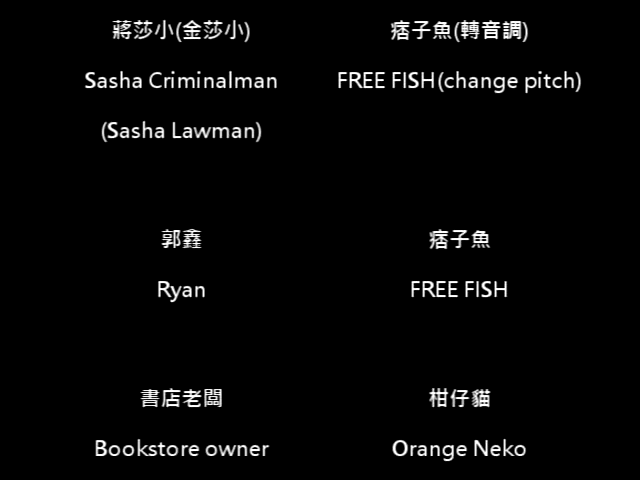 蔣莎小(金莎小) 痞子魚(轉音調)
Sasha Criminalman FREE FISH(change pitch)
(Sasha Lawman)
郭鑫 痞子魚
Ryan FREE FISH
書店老闆 柑仔貓
Bookstore owner Orange Neko